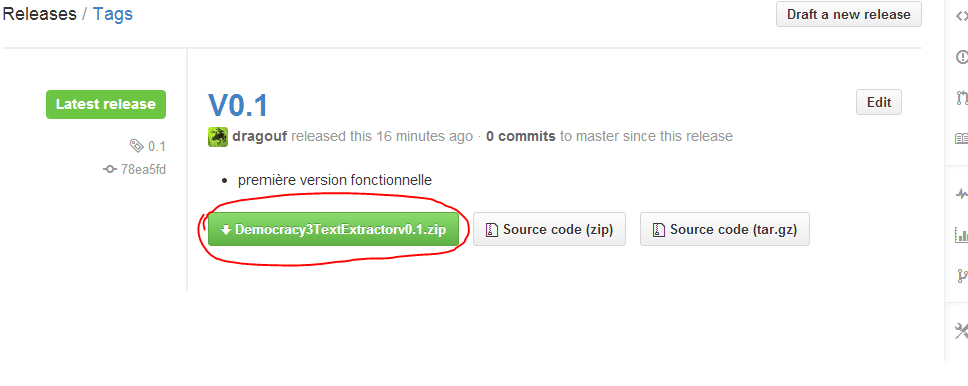 Releases / Tags
Draft a new release
Latest release
V0.1
Edit
dragouf released this 16 minutes ago · 0 commits to master since this release
0.1
78ea5fd
• première version fonctionnelle
Democracy3TextExtractorv0.1.zip
Source code (zip)
Source code (tar.gz)